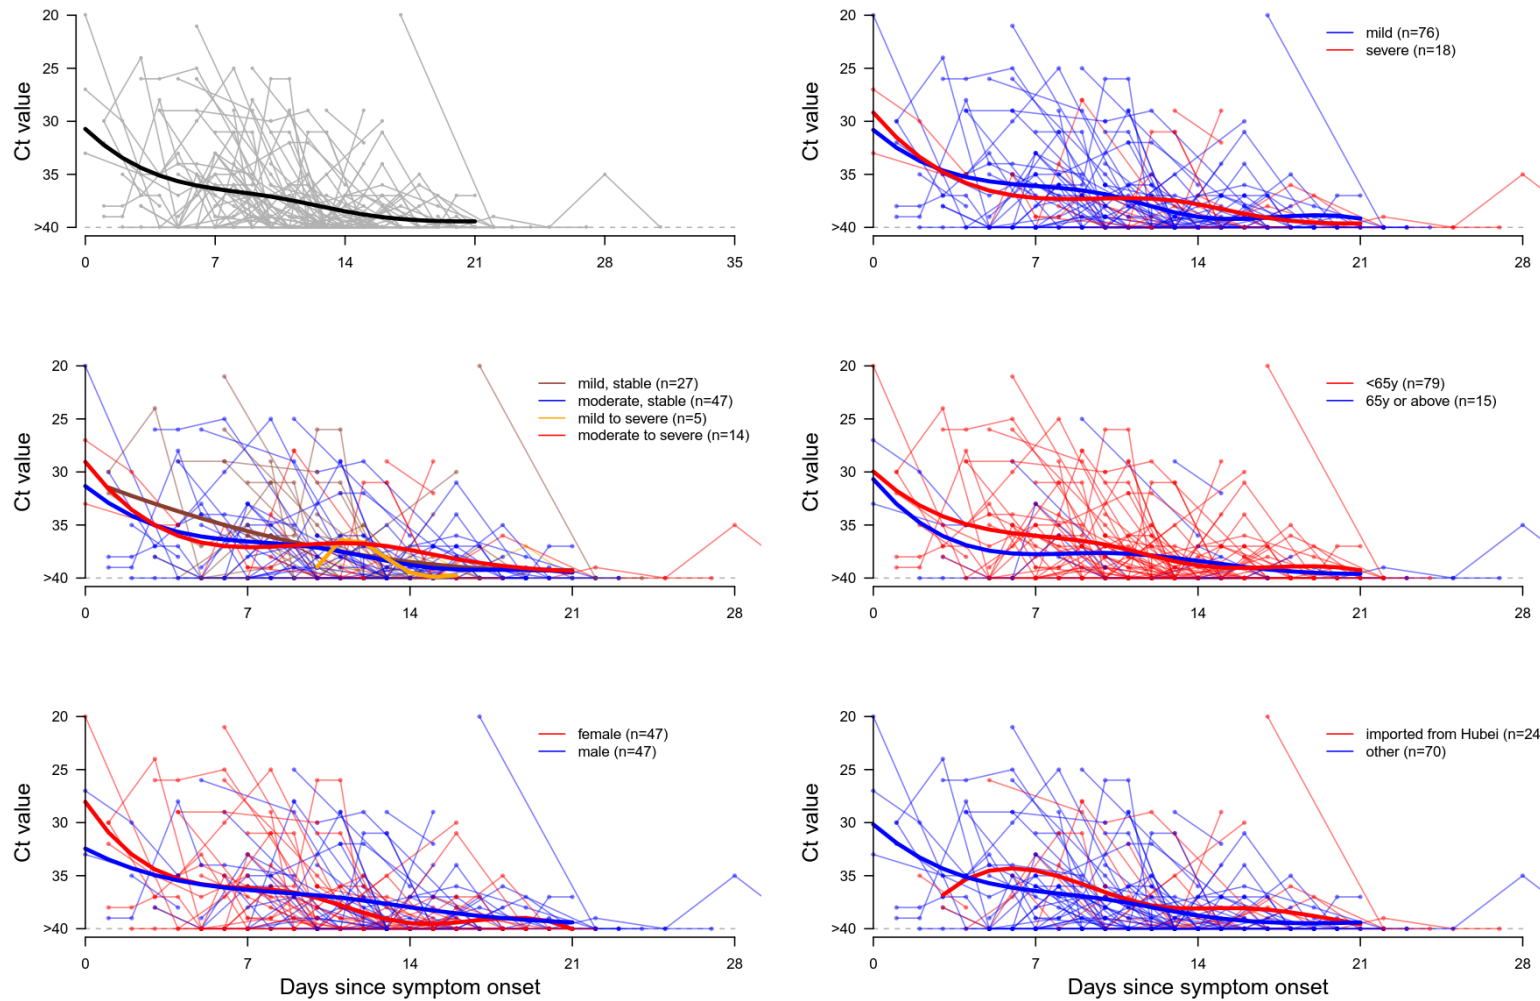 20
25
30
35
>40
Ct value
0 7 14 21 28 35
20
25
30
35
>40
Ct value
0 7 14 21 28
mild (n=76)
severe (n=18)
20
25
30
35
>40
Ct value
0 7 14 21 28
mild, stable (n=27)
moderate, stable (n=47)
mild to severe (n=5)
moderate to severe (n=14)
20
25
30
35
>40
Ct value
0 7 14 21 28
<65y (n=79)
65y or above (n=15)
20
25
30
35
>40
Ct value
0 7 14 21 28
Days since symptom onset
female (n=47)
male (n=47)
20
25
30
35
>40
Ct value
0 7 14 21 28
Days since symptom onset
imported from Hubei (n=24
other (n=70)